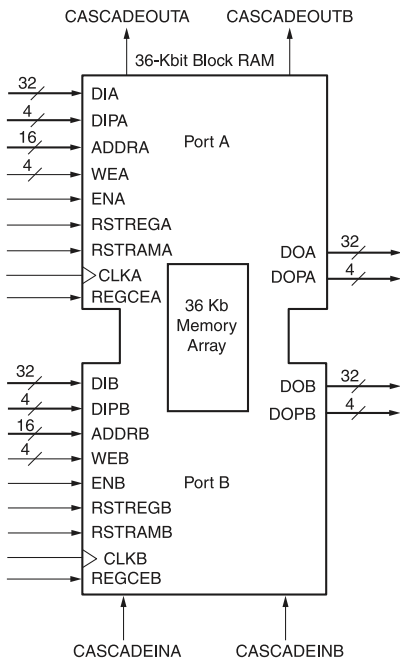 CASCADEOUTA CASCADEOUTB
36-Kbit Block RAM
32 DIA
4 DIPA
16 ADDRA
Port A
4 WEA
ENA
RSTREGA
RSTRAMA
CLKA
REGCEA
DOA 32
DOPA 4
36 Kb
Memory
Array
32 DIB
4 DIPB
16 ADDRB
4 WEB
ENB
Port B
RSTREGB
RSTRAMB
CLKB
REGCEB
DOB 32
DOPB 4
CASCADEINA CASCADEINB